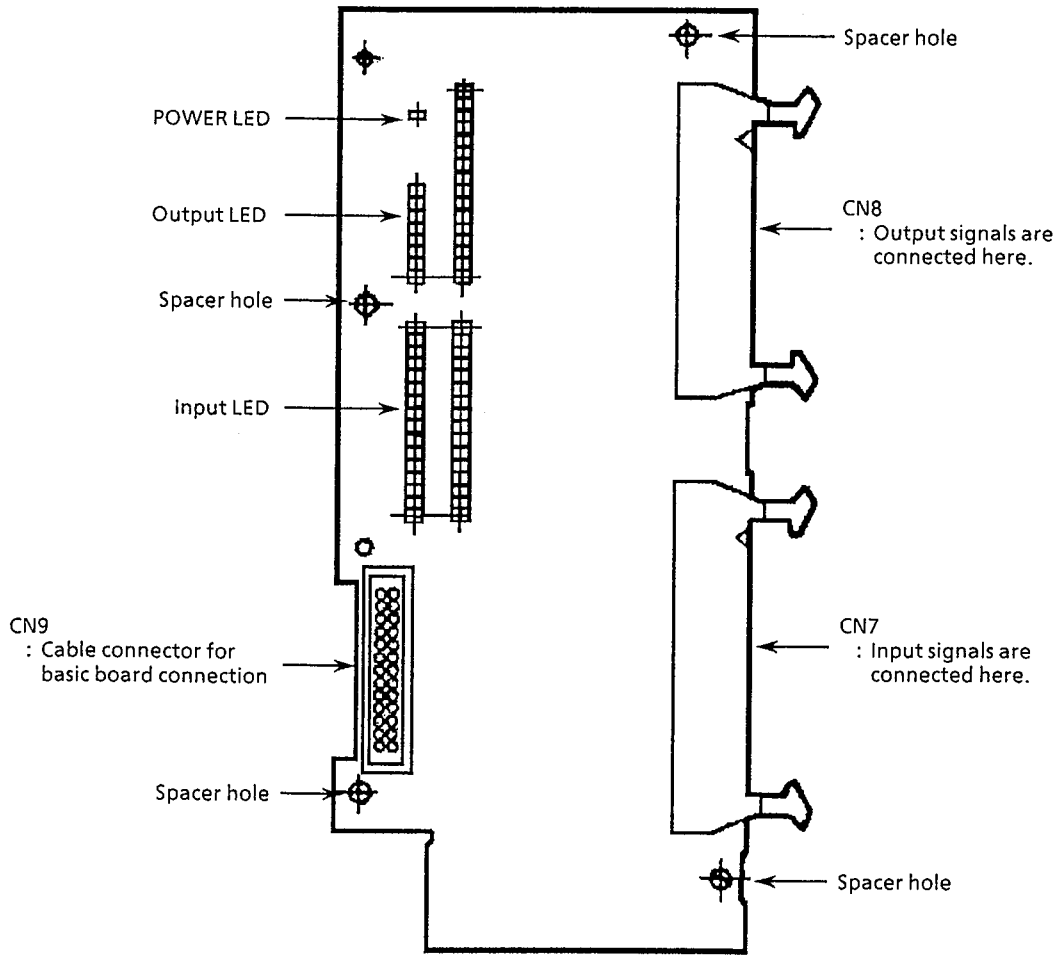 Spacer hole
POWER LED
Output LED
CN8
: Output signals are
connected here.
Spacer hole
Input LED
CN9
: Cable connector for
basic board connection
CN7
: Input signals are
connected here.
Spacer hole
Spacer hole